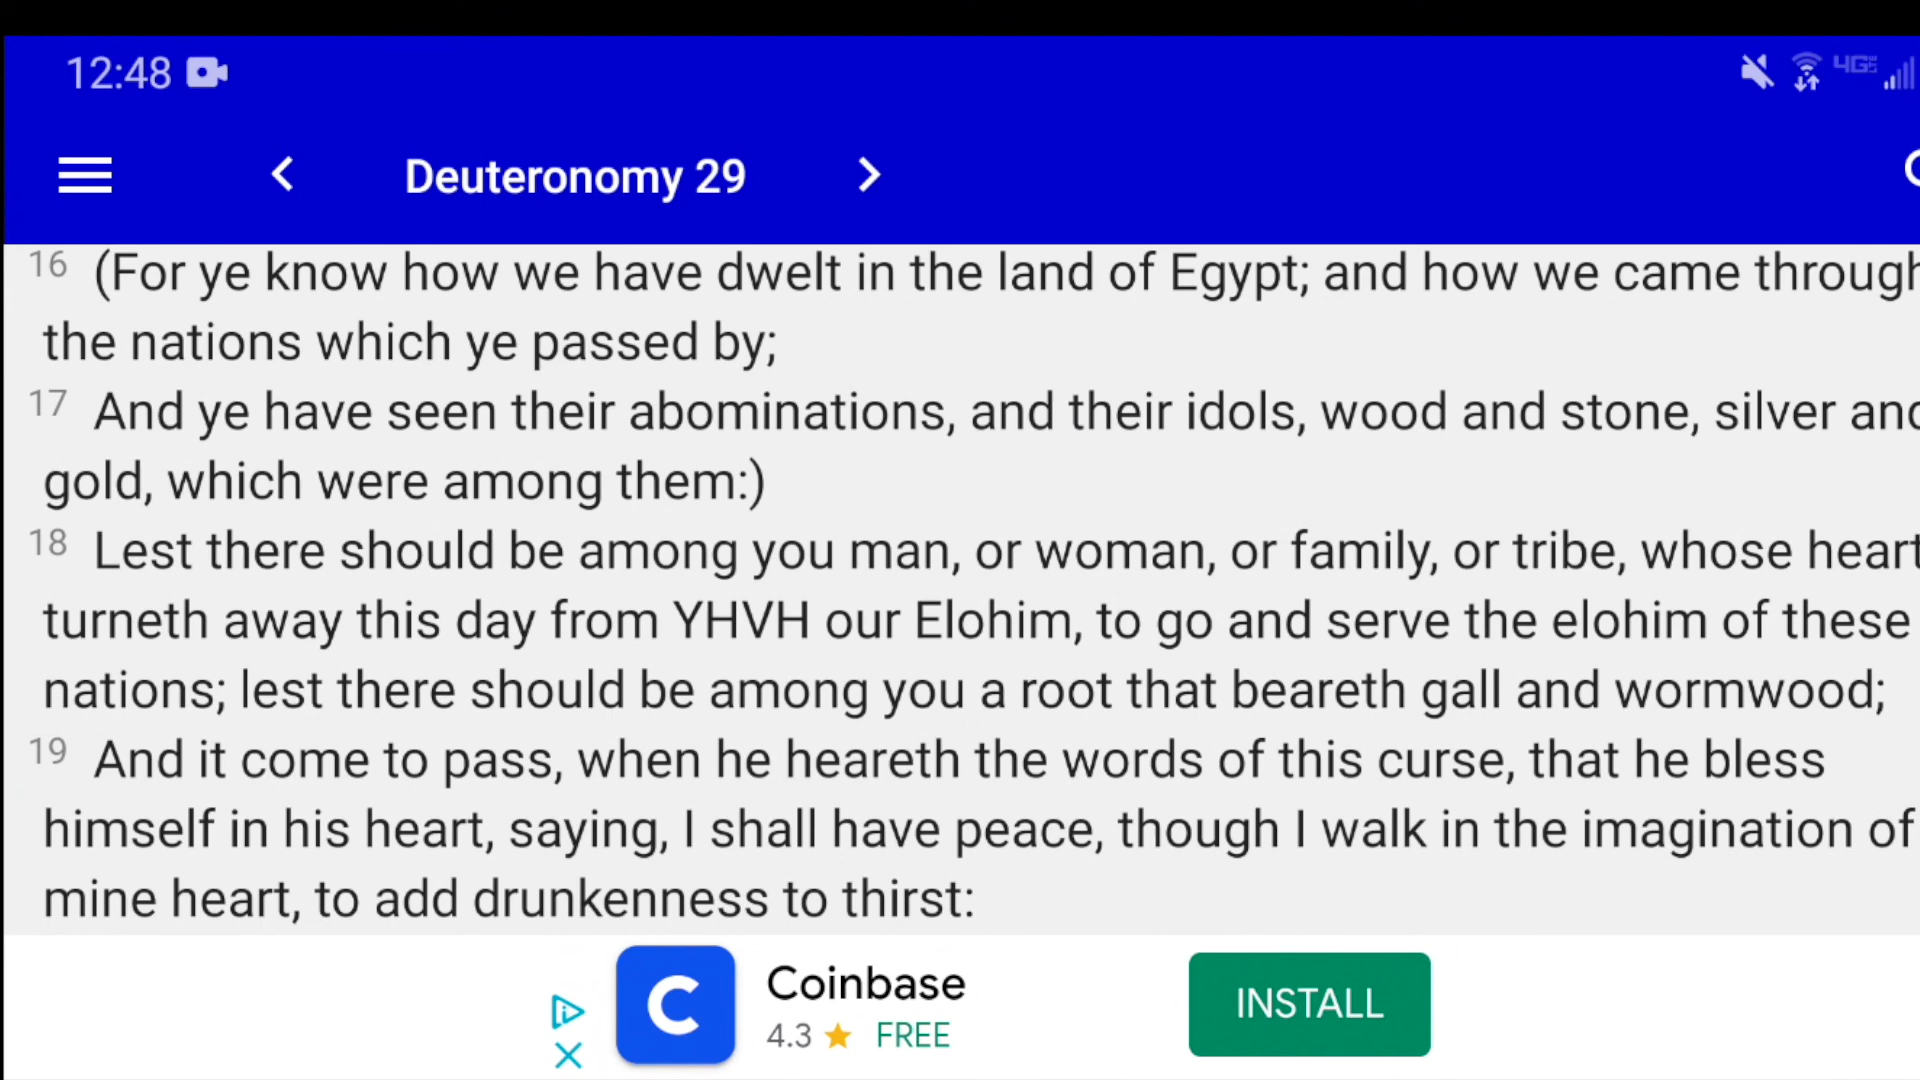 12:48
4GE
Deuteronomy 29
16 (For ye know how we have dwelt in the land of Egypt; and how we came through
the nations which ye passed by;
17 And ye have seen their abominations, and their idols, wood and stone, silver and
gold, which were among them:)
18 Lest there should be among you man, or woman, or family, or tribe, whose heart
turneth away this day from YHVH our Elohim, to go and serve the elohim of these
nations; lest there should be among you a root that beareth gall and wormwood;
19 And it come to pass, when he heareth the words of this curse, that he bless
himself in his heart, saying, I shall have peace, though I walk in the imagination of
mine heart, to add drunkenness to thirst:
C
Coinbase
4.3 ★ FREE
INSTALL